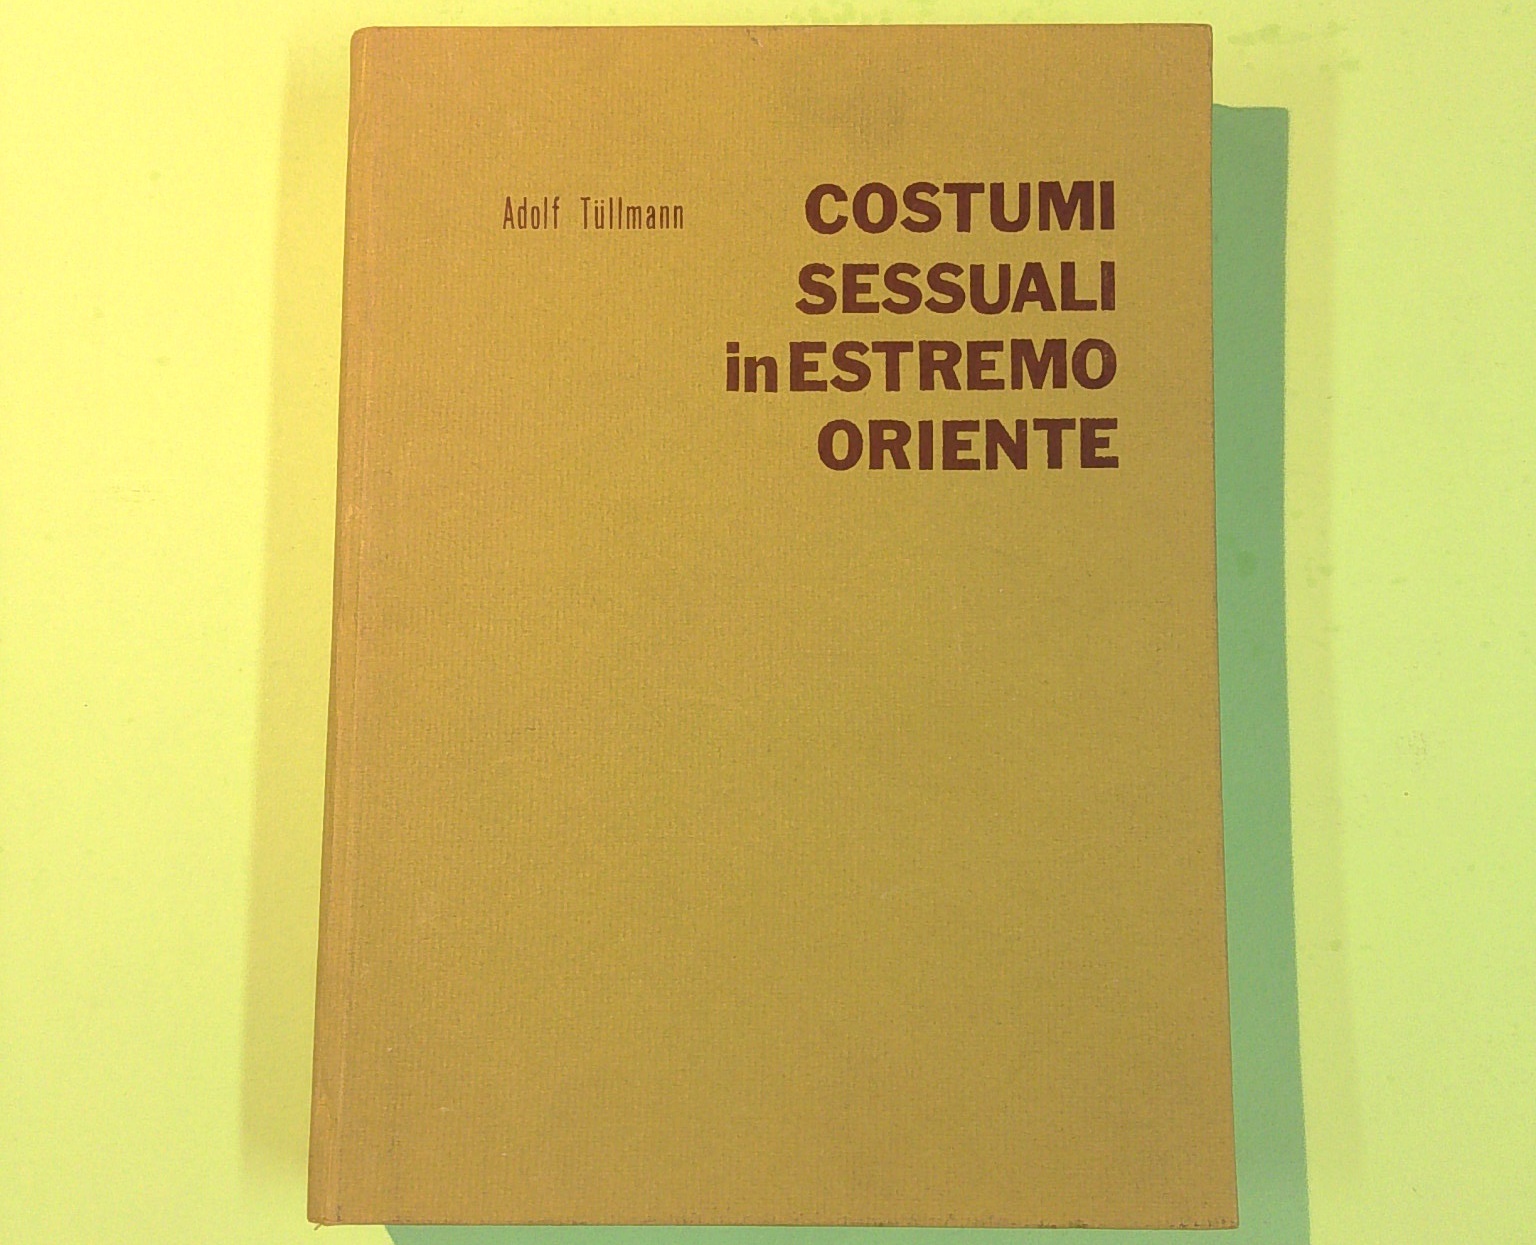 Adolf Tüllmann
COSTUMI
SESSUALI
in ESTREMO
ORIENTE